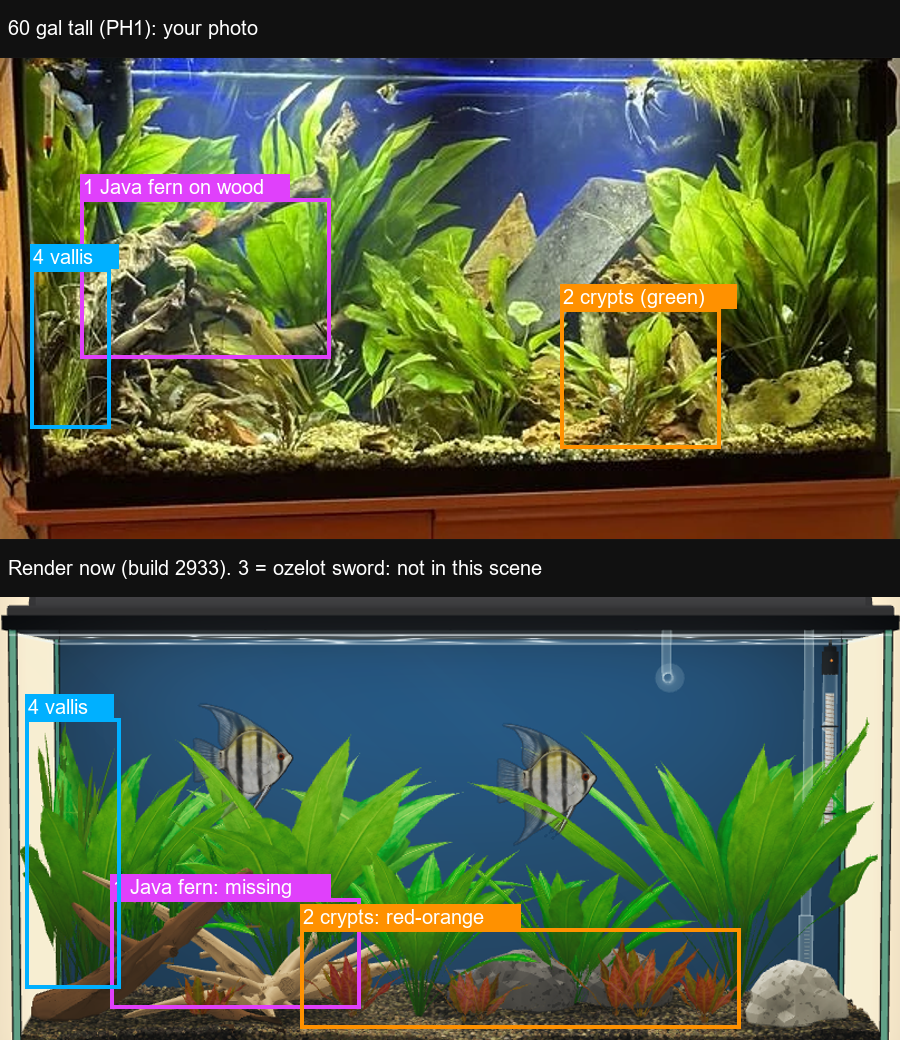 60 gal tall (PH1): your photo
1 Java fern on wood
4 vallis
2 crypts (green)
Render now (build 2933). 3 = ozelot sword: not in this scene
4 vallis
1 Java fern: missing
2 crypts: red-orange